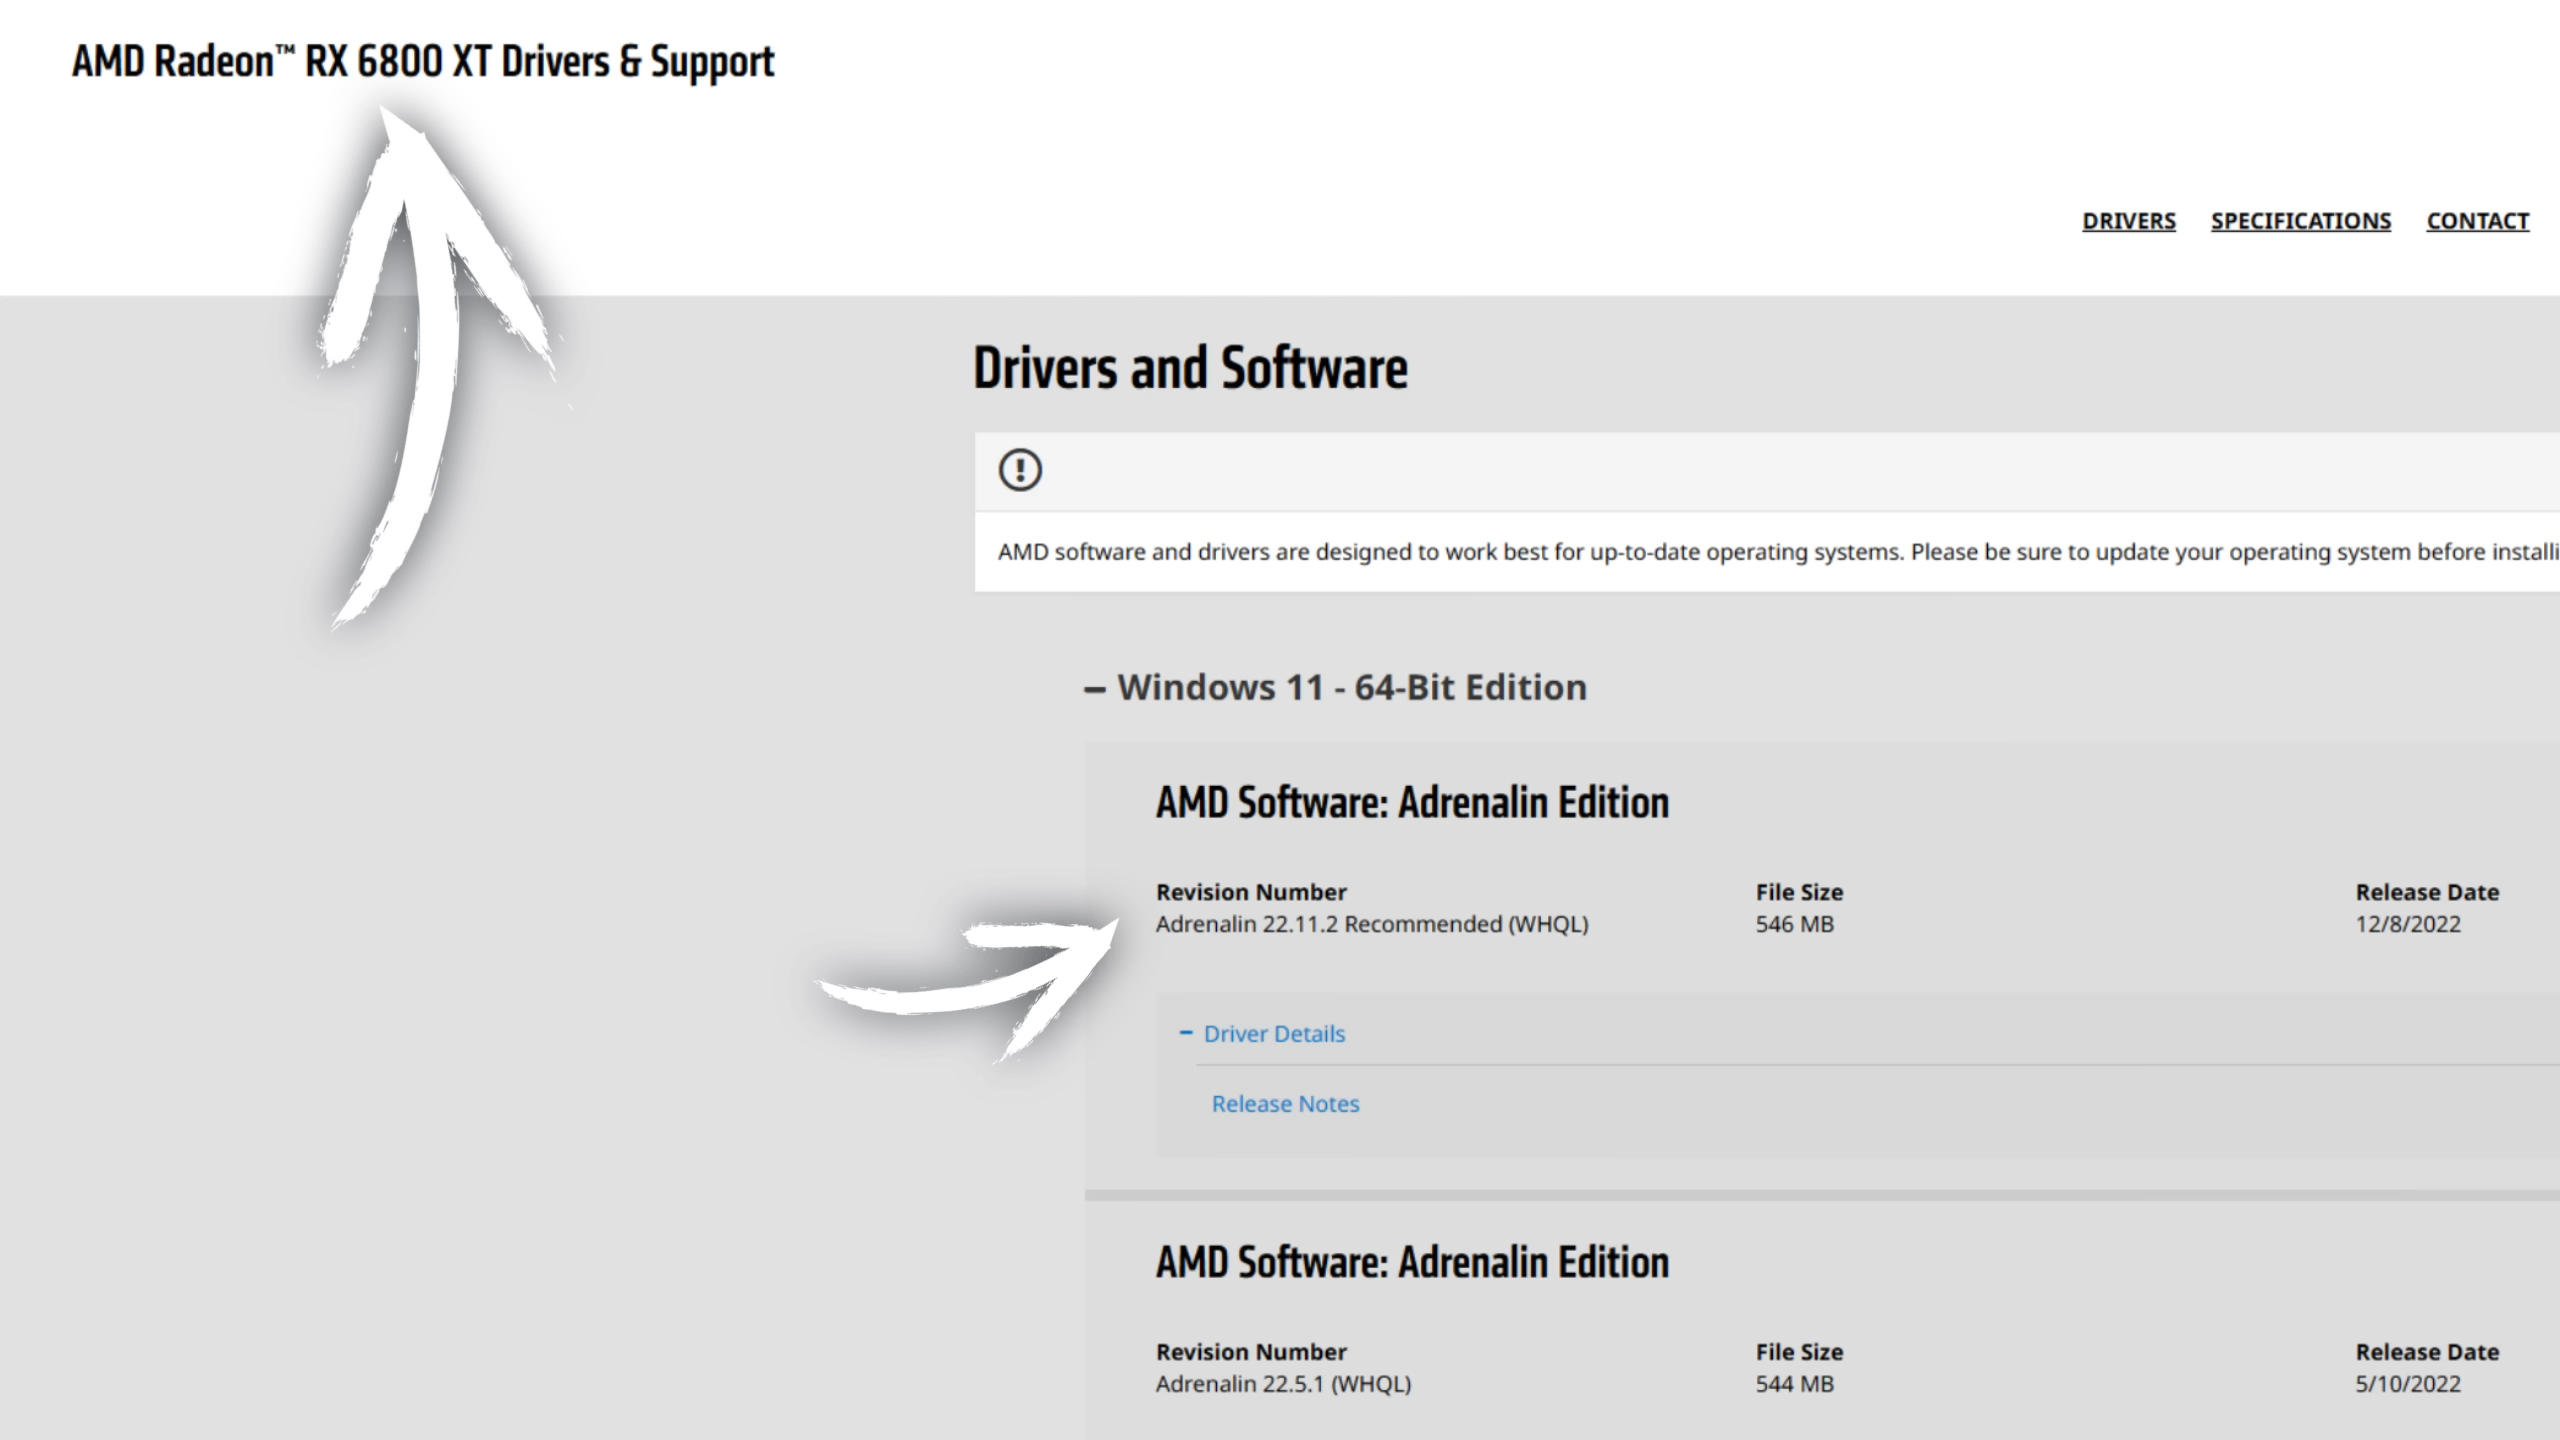 AMD Radeon™ RX 6800 XT Drivers & Support
DRIVERS SPECIFICATIONS CONTACT
Drivers and Software
AMD software and drivers are designed to work best for up-to-date operating systems. Please be sure to update your operating system before installi
– Windows 11 - 64-Bit Edition
AMD Software: Adrenalin Edition
Revision Number File Size Release Date
Adrenalin 22.11.2 Recommended (WHQL) 546 MB 12/8/2022
– Driver Details
Release Notes
AMD Software: Adrenalin Edition
Revision Number File Size Release Date
Adrenalin 22.5.1 (WHQL) 544 MB 5/10/2022